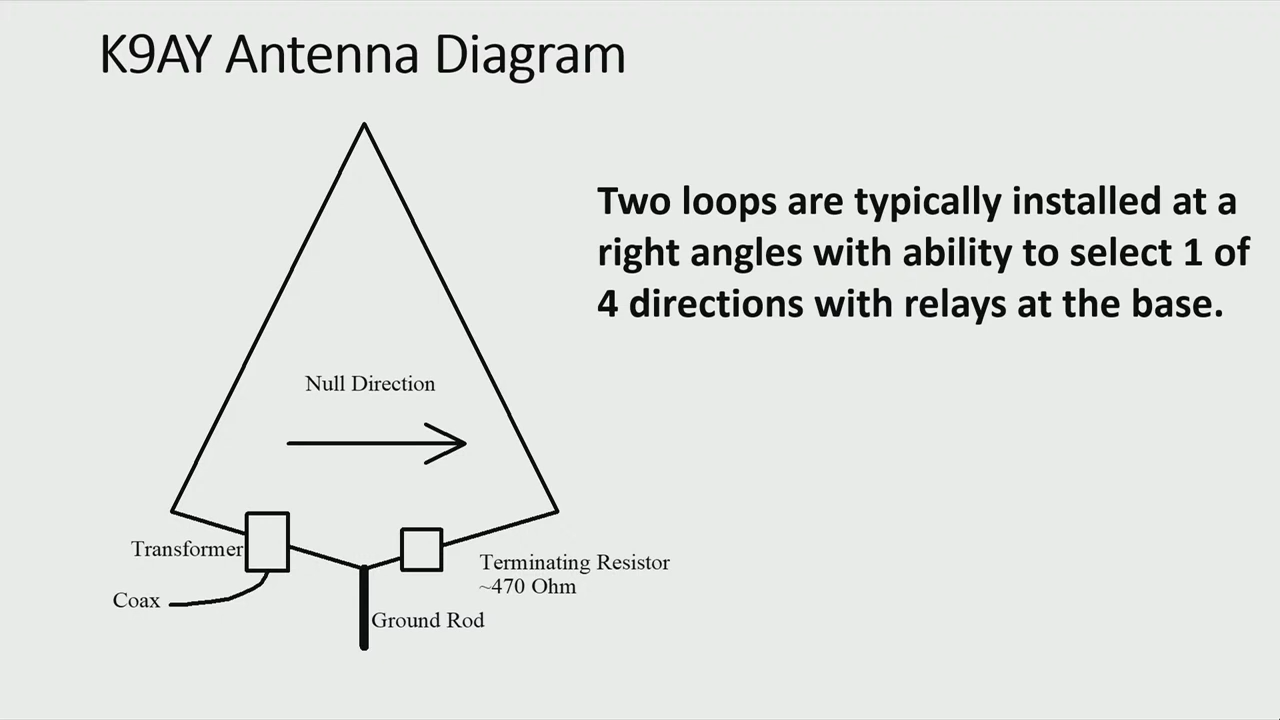 K9AY Antenna Diagram
Two loops are typically installed at a
right angles with ability to select 1 of
4 directions with relays at the base.
Null Direction
Transformer
Terminating Resistor
~470 Ohm
Coax
Ground Rod